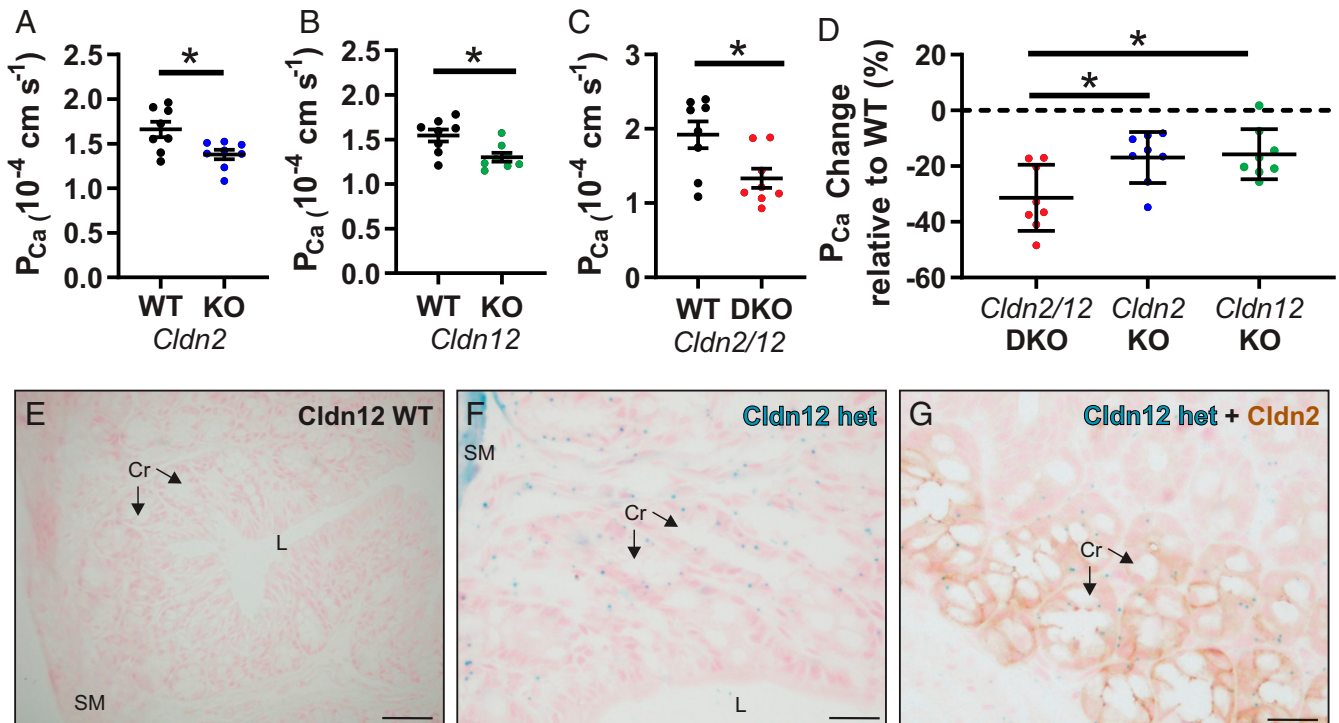 A
P_Ca (10⁻⁴ cm s⁻¹)
2.5
2.0
1.5
1.0
0.5
0.0
*
WT KO
Cldn2
B
P_Ca (10⁻⁴ cm s⁻¹)
2.5
2.0
1.5
1.0
0.5
0.0
*
WT KO
Cldn12
C
P_Ca (10⁻⁴ cm s⁻¹)
3
2
1
0
*
WT DKO
Cldn2/12
D
P_Ca Change
relative to WT (%)
20
0
-20
-40
-60
*
*
Cldn2/12 Cldn2 Cldn12
DKO KO KO
E
Cldn12 WT
Cr
L
SM
F
Cldn12 het
SM
Cr
L
G
Cldn12 het + Cldn2
Cr